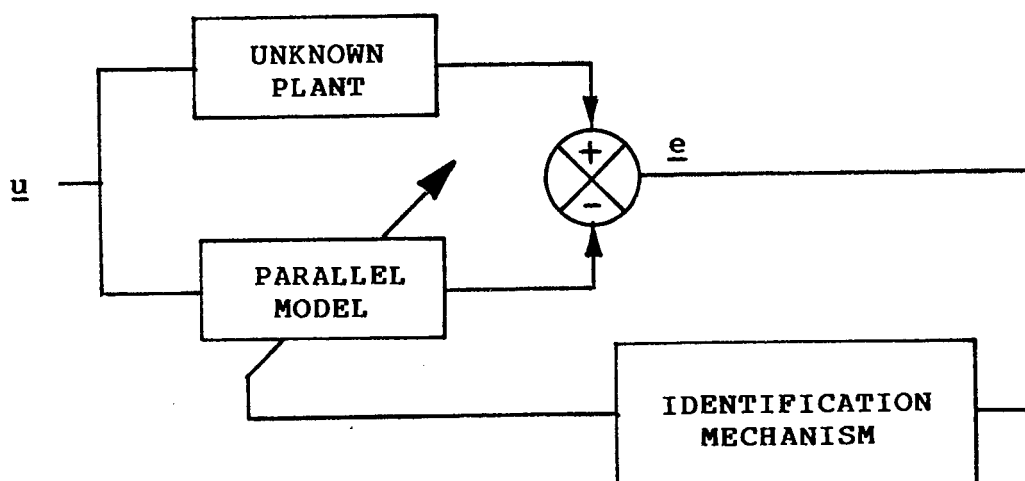 UNKNOWN
PLANT
+
e
u
-
PARALLEL
MODEL
IDENTIFICATION
MECHANISM